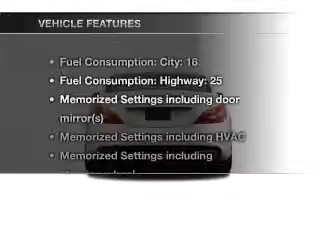 VEHICLE FEATURES
• Fuel Consumption: City: 16
• Fuel Consumption: Highway: 25
• Memorized Settings including door
mirror(s)
• Memorized Settings including HVAC
• Memorized Settings including